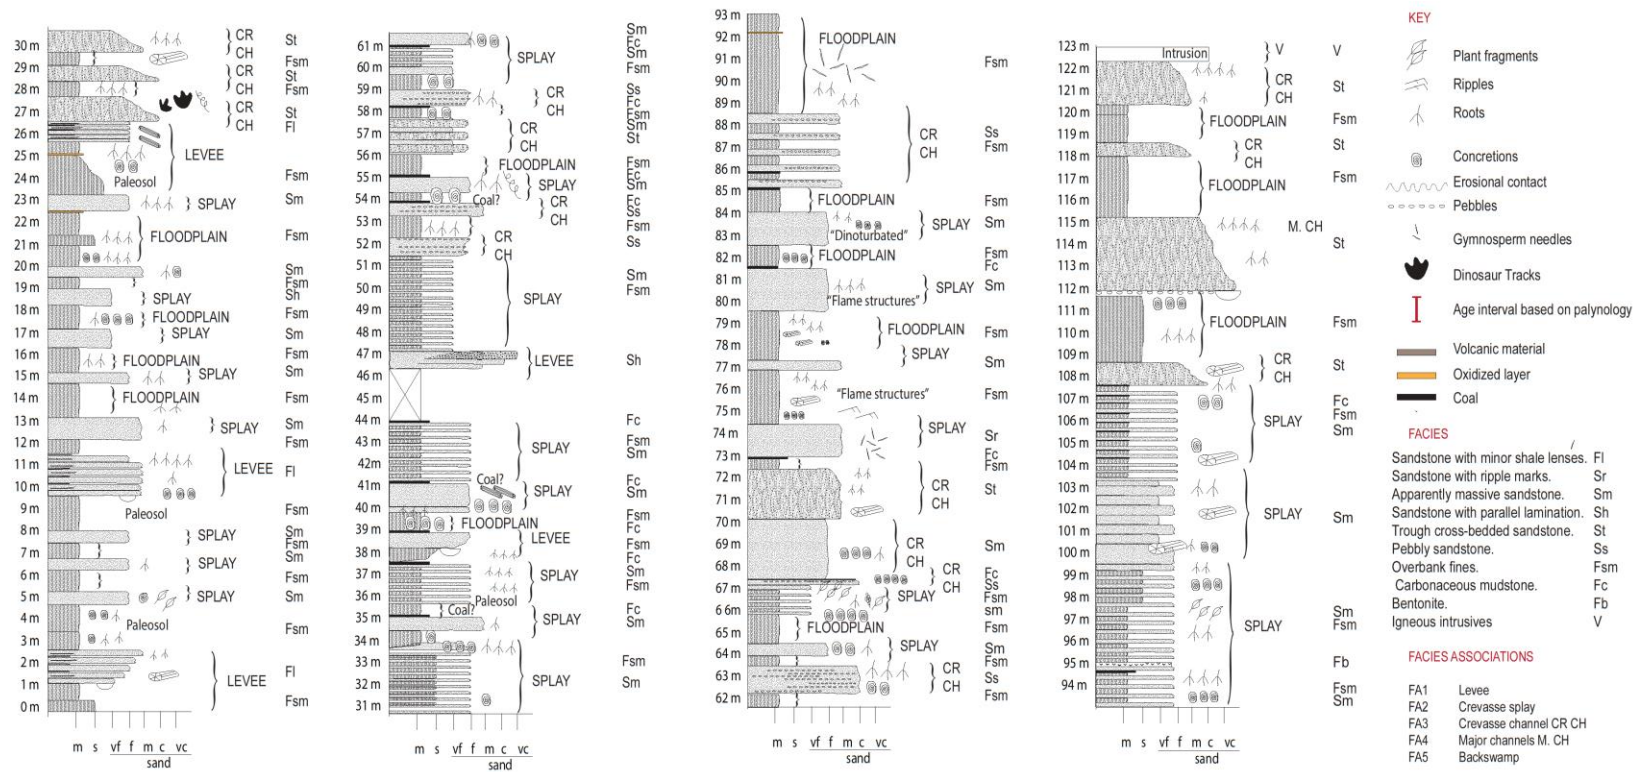 30 m CR St
CH Fsm
29 m CR St
28 m CH Fsm
CR St
27 m CH Fl
26 m
25 m LEVEE
24 m Paleosol Fsm
23 m SPLAY Sm
22 m
21 m FLOODPLAIN Fsm
20 m Sm
19 m Fsm
SPLAY Sh
18 m FLOODPLAIN Fsm
17 m SPLAY Sm
16 m FLOODPLAIN Fsm
15 m SPLAY Sm
14 m FLOODPLAIN Fsm
13 m SPLAY Sm
12 m Fsm
11 m LEVEE Fl
10 m
9 m Paleosol Fsm
8 m SPLAY Sm
7 m Fsm
SPLAY Sm
6 m Fsm
5 m SPLAY Sm
4 m Paleosol Fsm
3 m
2 m Fl
1 m LEVEE
0 m Fsm
m s vf f m c vc
sand
Sm
61 m Fc
SPLAY Sm
60 m Fsm
59 m CR Ss
CH Fc
58 m Fsm
57 m CR Sm
CH St
56 m
FLOODPLAIN Fsm
55 m Fc
SPLAY Sm
54 m Coal? CR Fc
CH Ss
53 m Fsm
52 m CR Ss
CH
51 m Sm
50 m Fsm
49 m SPLAY
48 m
47 m LEVEE Sh
46 m
45 m
44 m Fc
43 m SPLAY Fsm
42 m Sm
41 m Coal? Fc
SPLAY Sm
40 m Fsm
39 m FLOODPLAIN Fc
LEVEE
38 m Fsm
Fc
37 m SPLAY Sm
Fsm
36 m Paleosol
35 m Coal? SPLAY Fc
Sm
34 m
33 m Fsm
32 m SPLAY Sm
31 m
m s vf f m c vc
sand
93 m
92 m FLOODPLAIN
91 m Fsm
90 m
89 m
88 m CR Ss
87 m CH Fsm
86 m
85 m FLOODPLAIN Fsm
84 m SPLAY Sm
83 m "Dinoturbated"
82 m FLOODPLAIN Fsm
Fc
81 m SPLAY Sm
80 m "Flame structures"
79 m FLOODPLAIN Fsm
78 m SPLAY
77 m Sm
76 m "Flame structures" Fsm
75 m
74 m SPLAY Sr
73 m Fc
Fsm
72 m CR St
71 m CH
70 m
69 m CR Sm
68 m CH
CR Fc
67 m CH Ss
SPLAY Fsm
66 m sm
65 m FLOODPLAIN Fsm
64 m SPLAY Sm
Fsm
63 m CR Ss
CH
62 m Fsm
m s vf f m c vc
sand
123 m Intrusion V V
122 m CR
121 m CH St
120 m FLOODPLAIN Fsm
119 m
118 m CR St
CH
117 m FLOODPLAIN Fsm
116 m
115 m M. CH
114 m St
113 m
112 m
111 m FLOODPLAIN Fsm
110 m
109 m CR St
108 m CH
107 m Fc
106 m SPLAY Fsm
105 m Sm
104 m
103 m
102 m SPLAY Sm
101 m
100 m
99 m
98 m
97 m Sm
96 m SPLAY Fsm
95 m Fb
94 m Fsm
Sm
m s vf f m c vc
sand
KEY
Plant fragments
Ripples
Roots
Concretions
Erosional contact
Pebbles
Gymnosperm needles
Dinosaur Tracks
Age interval based on palynology
Volcanic material
Oxidized layer
Coal
FACIES
Sandstone with minor shale lenses. Fl
Sandstone with ripple marks. Sr
Apparently massive sandstone. Sm
Sandstone with parallel lamination. Sh
Trough cross-bedded sandstone. St
Pebbly sandstone. Ss
Overbank fines. Fsm
Carbonaceous mudstone. Fc
Bentonite. Fb
Igneous intrusives V
FACIES ASSOCIATIONS
FA1 Levee
FA2 Crevasse splay
FA3 Crevasse channel CR CH
FA4 Major channels M. CH
FA5 Backswamp